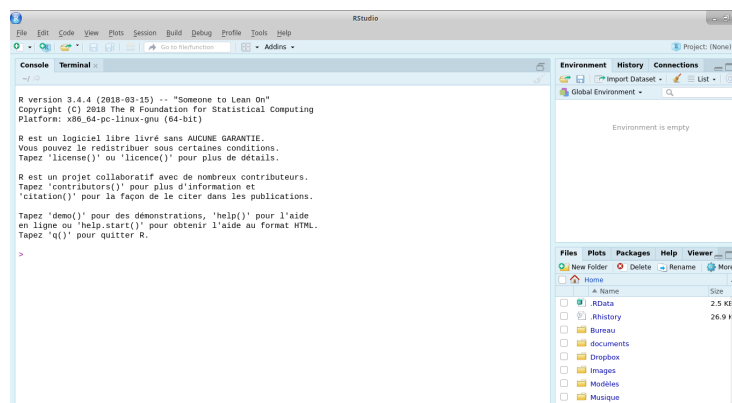 RStudio
File Edit Code View Plots Session Build Debug Profile Tools Help
Go to file/function Addins Project: (None)
Console Terminal
~/
R version 3.4.4 (2018-03-15) -- "Someone to Lean On"
Copyright (C) 2018 The R Foundation for Statistical Computing
Platform: x86_64-pc-linux-gnu (64-bit)
R est un logiciel libre livré sans AUCUNE GARANTIE.
Vous pouvez le redistribuer sous certaines conditions.
Tapez 'license()' ou 'licence()' pour plus de détails.
R est un projet collaboratif avec de nombreux contributeurs.
Tapez 'contributors()' pour plus d'information et
'citation()' pour la façon de le citer dans les publications.
Tapez 'demo()' pour des démonstrations, 'help()' pour l'aide
en ligne ou 'help.start()' pour obtenir l'aide au format HTML.
Tapez 'q()' pour quitter R.
>
Environment History Connections
Import Dataset List
Global Environment
Environment is empty
Files Plots Packages Help Viewer
New Folder Delete Rename More
Home
Name Size
.RData 2.5 KB
.Rhistory 26.9 K
Bureau
documents
Dropbox
Images
Modèles
Musique